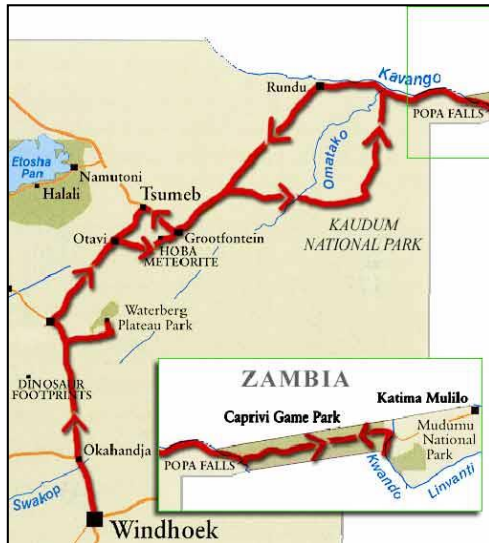 Kavango
Rundu
POPA FALLS
Omatako
Etosha
Pan
Namutoni
Halali
Tsumeb
Otavi
Grootfontein
HOBA
METEORITE
KAUDUM
NATIONAL PARK
Waterberg
Plateau Park
DINOSAUR
FOOTPRINTS
Okahandja
Swakop
Windhoek
ZAMBIA
Katima Mulilo
Caprivi Game Park
Mudumu
National
Park
POPA FALLS
Kwando
Linvanti